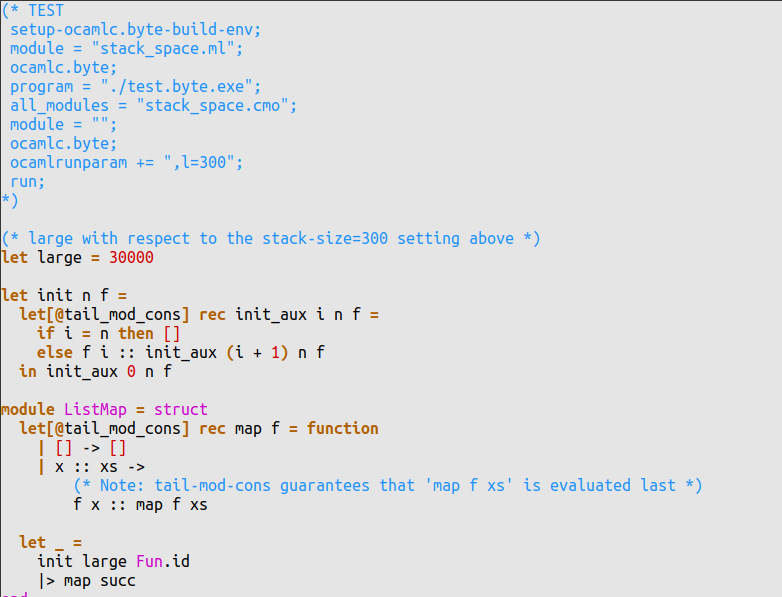 (* TEST
 setup-ocamlc.byte-build-env;
 module = "stack_space.ml";
 ocamlc.byte;
 program = "./test.byte.exe";
 all_modules = "stack_space.cmo";
 module = "";
 ocamlc.byte;
 ocamlrunparam += ",l=300";
 run;
*)

(* large with respect to the stack-size=300 setting above *)
let large = 30000

let init n f =
  let[@tail_mod_cons] rec init_aux i n f =
    if i = n then []
    else f i :: init_aux (i + 1) n f
  in init_aux 0 n f

module ListMap = struct
  let[@tail_mod_cons] rec map f = function
    | [] -> []
    | x :: xs ->
        (* Note: tail-mod-cons guarantees that 'map f xs' is evaluated last *)
        f x :: map f xs

  let _ =
    init large Fun.id
    |> map succ
end